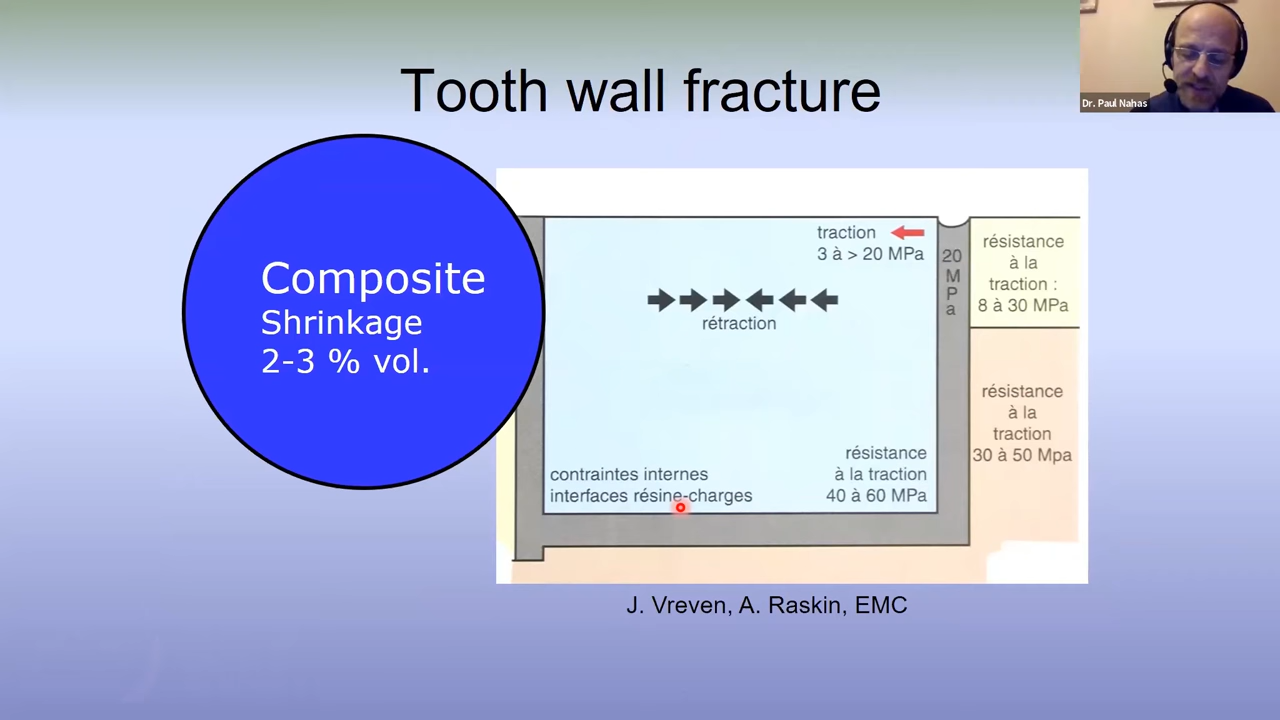 Tooth wall fracture
Dr. Paul Nahas
Composite
Shrinkage
2-3 % vol.
traction
3 à > 20 MPa
rétraction
contraintes internes
interfaces résine-charges
résistance
à la traction
40 à 60 MPa
20
M
P
a
résistance
à la
traction :
8 à 30 MPa
résistance
à la
traction
30 à 50 Mpa
J. Vreven, A. Raskin, EMC